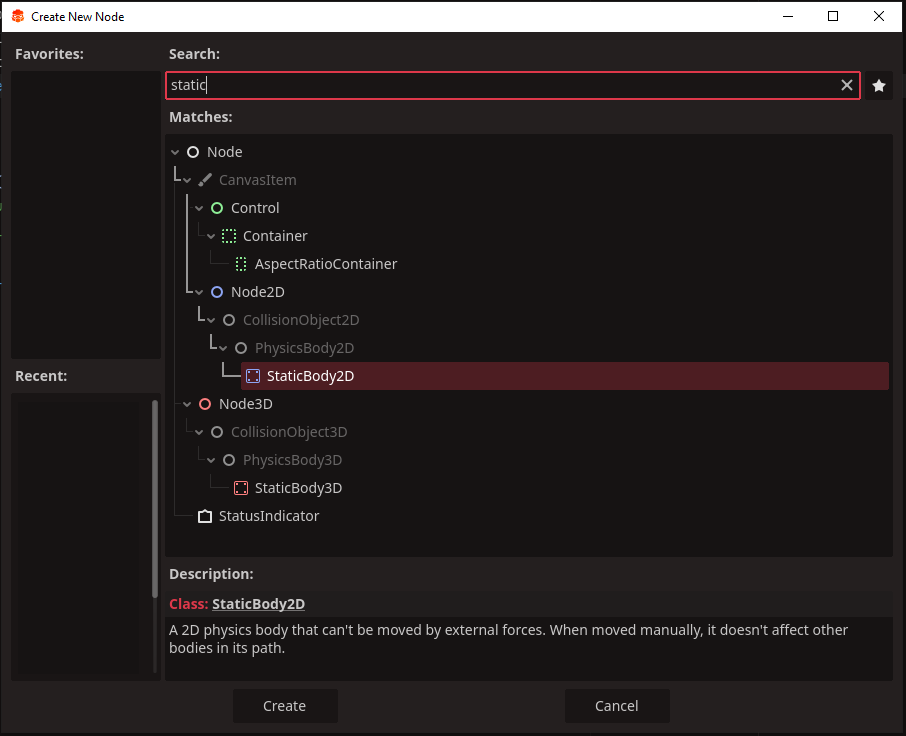 Create New Node
Favorites:
Search:
static
Matches:
Node
CanvasItem
Control
Container
AspectRatioContainer
Node2D
CollisionObject2D
PhysicsBody2D
StaticBody2D
Recent:
Node3D
CollisionObject3D
PhysicsBody3D
StaticBody3D
StatusIndicator
Description:
Class: StaticBody2D
A 2D physics body that can't be moved by external forces. When moved manually, it doesn't affect other
bodies in its path.
Create
Cancel